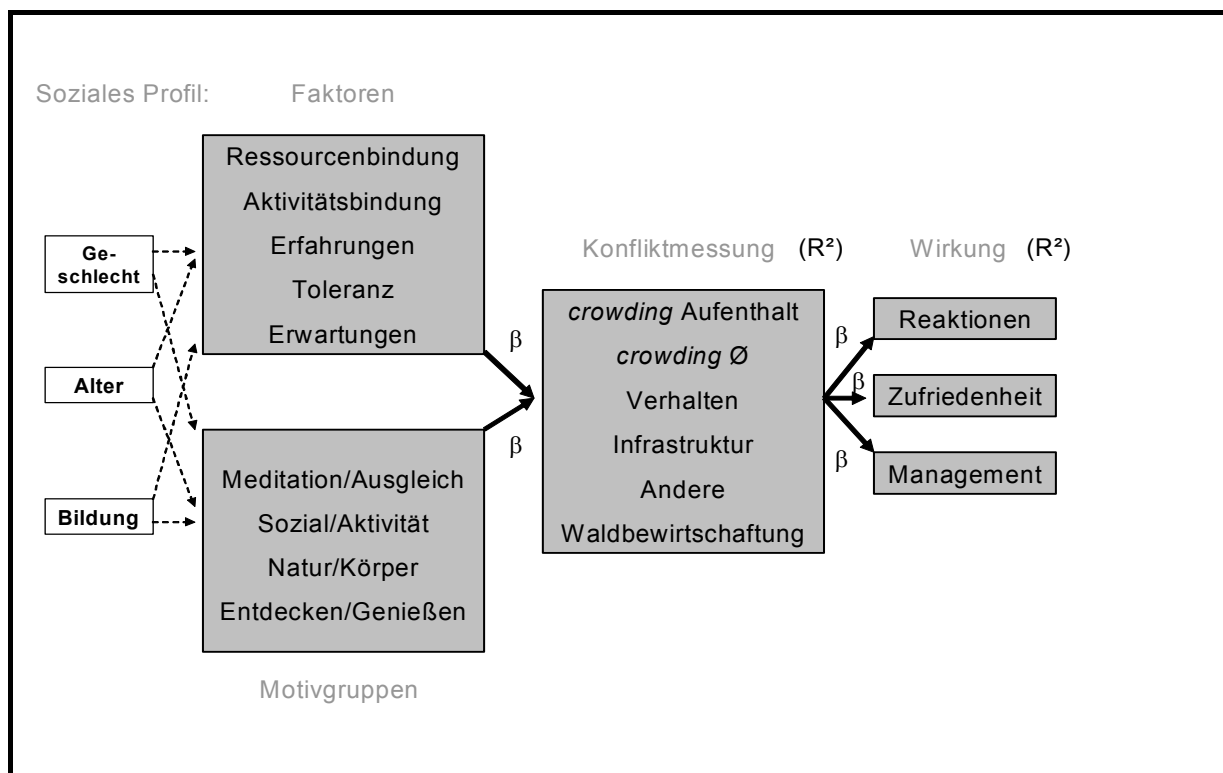 Soziales Profil:
Faktoren
Ressourcenbindung
Aktivitätsbindung
Erfahrungen
Toleranz
Erwartungen
Ge-
schlecht
Alter
Bildung
Meditation/Ausgleich
Sozial/Aktivität
Natur/Körper
Entdecken/Genießen
Motivgruppen
β
β
Konfliktmessung (R²)
crowding Aufenthalt
crowding Ø
Verhalten
Infrastruktur
Andere
Waldbewirtschaftung
β
β
β
Wirkung (R²)
Reaktionen
Zufriedenheit
Management